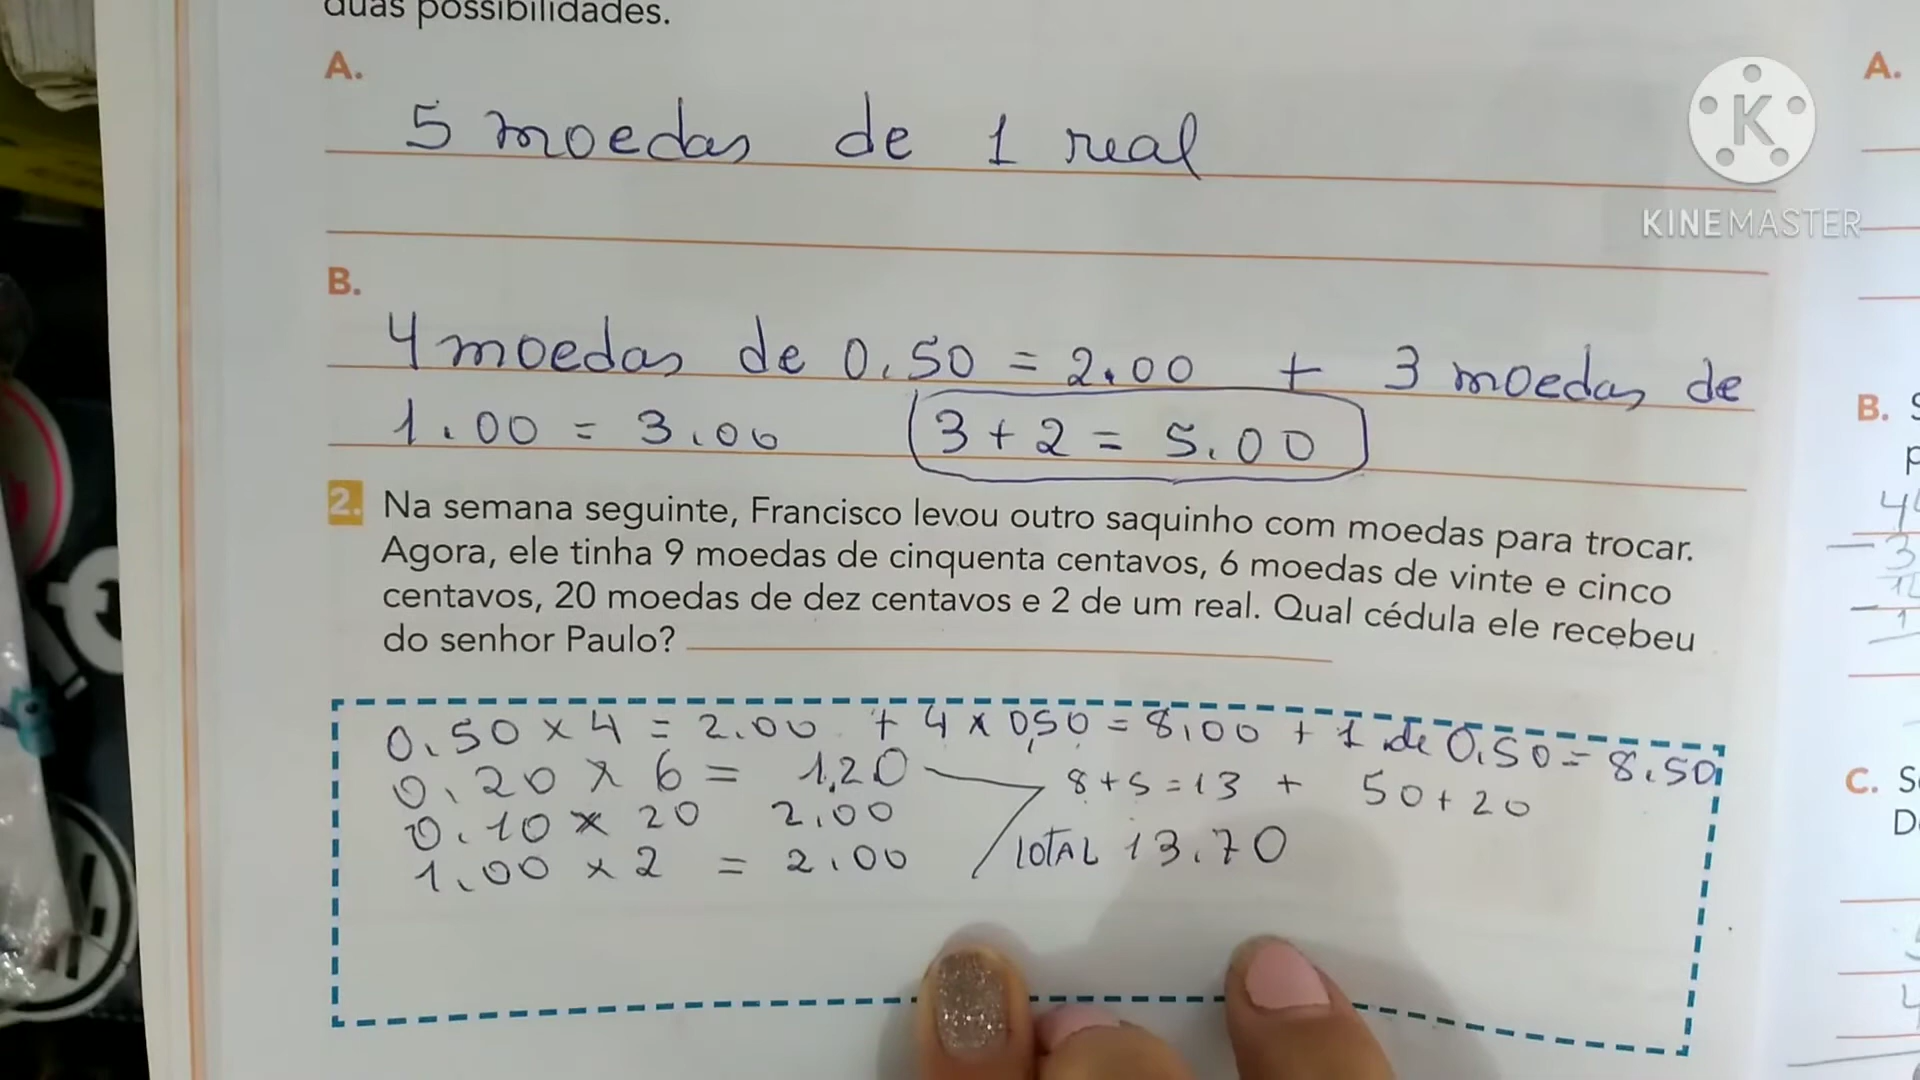 duas possibilidades.
A.
5 moedas de 1 real
B.
4 moedas de 0.50 = 2.00 + 3 moedas de
1.00 = 3.00 3 + 2 = 5.00
2. Na semana seguinte, Francisco levou outro saquinho com moedas para trocar.
Agora, ele tinha 9 moedas de cinquenta centavos, 6 moedas de vinte e cinco
centavos, 20 moedas de dez centavos e 2 de um real. Qual cédula ele recebeu
do senhor Paulo?
0.50 x 4 = 2.00 + 4 x 0,50 = 8,00 + 1 de 0.50 = 8.50
0.20 x 6 = 1,20 8+5=13 + 50+20
0.10 x 20 2.00
TOTAL 13.70
1.00 x 2 = 2.00
K
KINEMASTER
A.
B. S
p
C. S
D